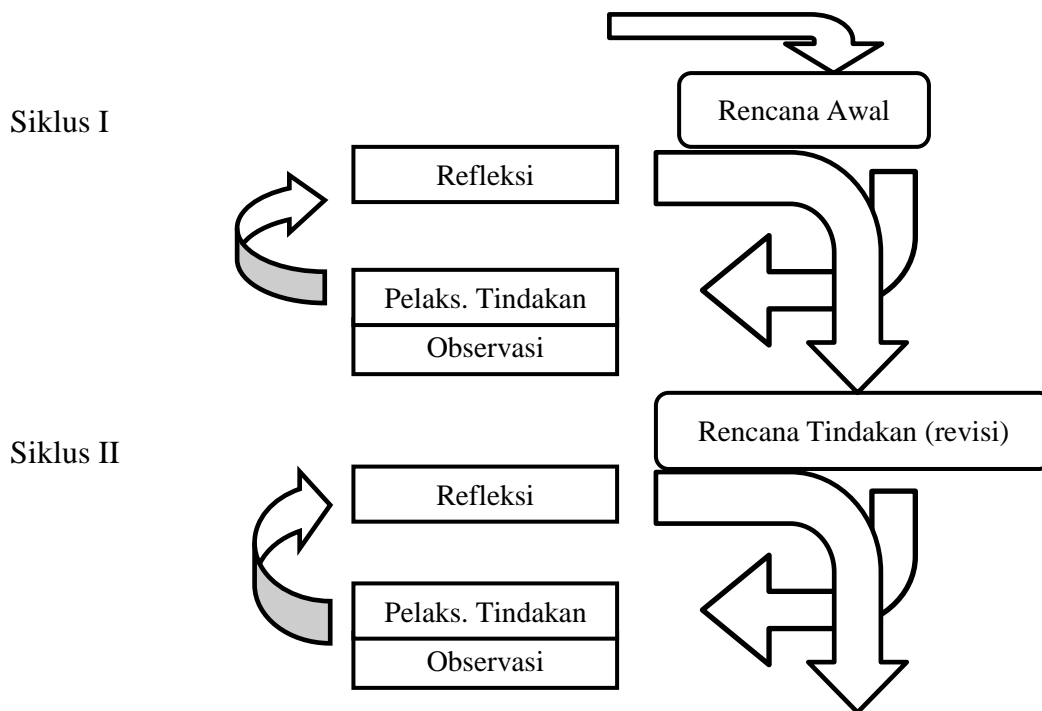 Rencana Awal
Siklus I
Refleksi
Pelaks. Tindakan
Observasi
Rencana Tindakan (revisi)
Siklus II
Refleksi
Pelaks. Tindakan
Observasi